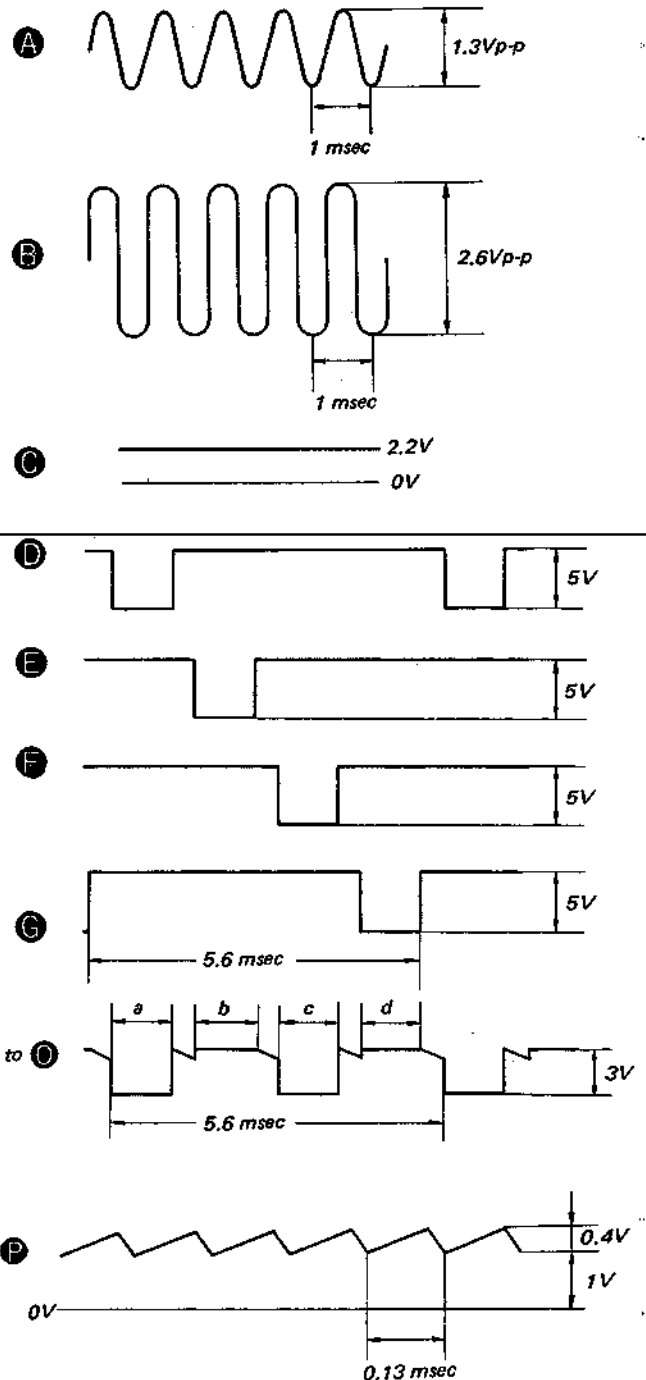 A
1.3Vp-p
1 msec
B
2.6Vp-p
1 msec
C
2.2V
0V
D
5V
E
5V
F
5V
G
5V
5.6 msec
a b c d
to O
3V
5.6 msec
P
0.4V
1V
0V
0.13 msec